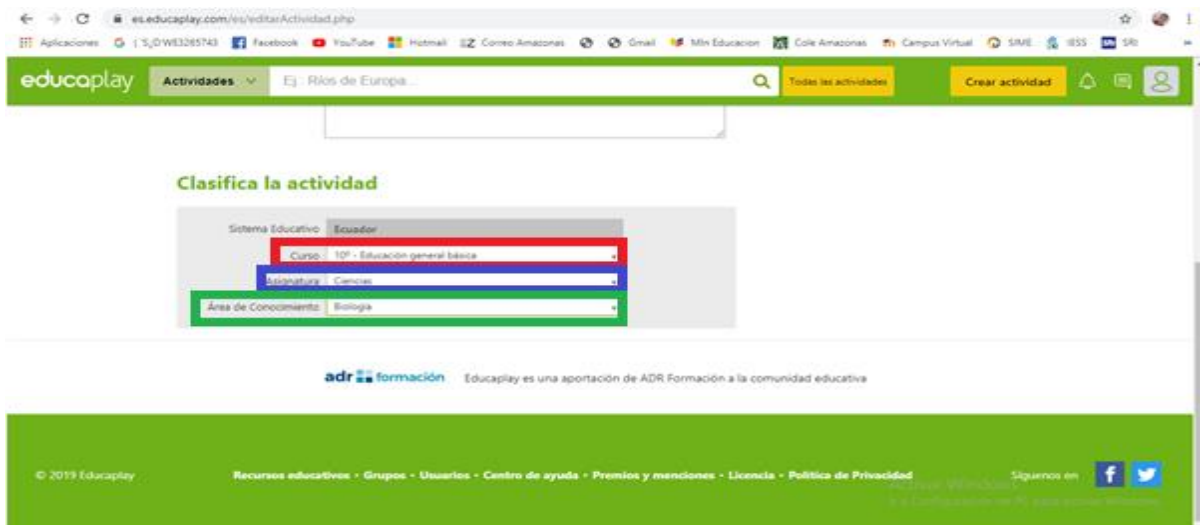 es.educaplay.com/es/editarActividad.php
Aplicaciones Facebook YouTube Hotmail Correo Amazonas Gmail Min Educacion Cole Amazonas Campus Virtual SIME IESS SRI
educaplay Actividades Ej.: Ríos de Europa... Todas las actividades Crear actividad
Clasifica la actividad
Sistema Educativo Ecuador
Curso 10º - Educación general básica
Asignatura Ciencias
Área de Conocimiento Biología
adr formación Educaplay es una aportación de ADR Formación a la comunidad educativa
© 2019 Educaplay Recursos educativos • Grupos • Usuarios • Centro de ayuda • Premios y menciones • Licencia • Política de Privacidad Síguenos en